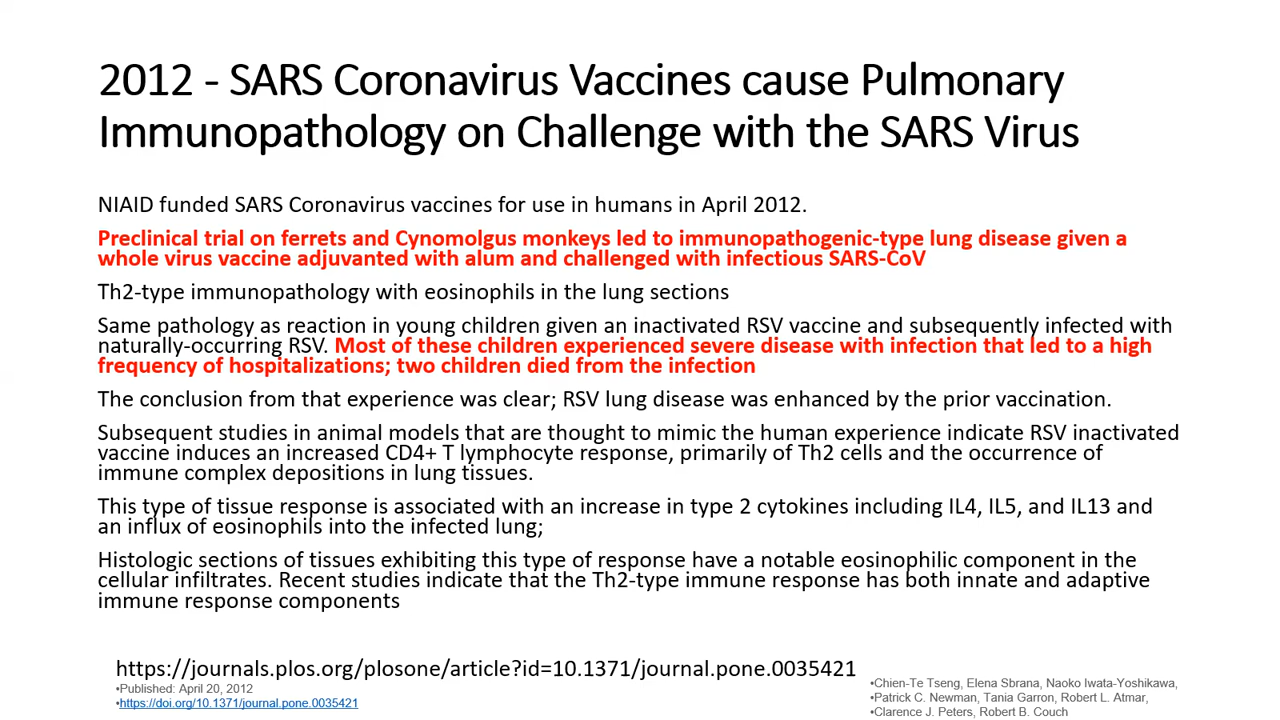 2012 - SARS Coronavirus Vaccines cause Pulmonary
Immunopathology on Challenge with the SARS Virus
NIAID funded SARS Coronavirus vaccines for use in humans in April 2012.
Preclinical trial on ferrets and Cynomolgus monkeys led to immunopathogenic-type lung disease given a
whole virus vaccine adjuvanted with alum and challenged with infectious SARS-CoV
Th2-type immunopathology with eosinophils in the lung sections
Same pathology as reaction in young children given an inactivated RSV vaccine and subsequently infected with
naturally-occurring RSV. Most of these children experienced severe disease with infection that led to a high
frequency of hospitalizations; two children died from the infection
The conclusion from that experience was clear; RSV lung disease was enhanced by the prior vaccination.
Subsequent studies in animal models that are thought to mimic the human experience indicate RSV inactivated
vaccine induces an increased CD4+ T lymphocyte response, primarily of Th2 cells and the occurrence of
immune complex depositions in lung tissues.
This type of tissue response is associated with an increase in type 2 cytokines including IL4, IL5, and IL13 and
an influx of eosinophils into the infected lung;
Histologic sections of tissues exhibiting this type of response have a notable eosinophilic component in the
cellular infiltrates. Recent studies indicate that the Th2-type immune response has both innate and adaptive
immune response components
https://journals.plos.org/plosone/article?id=10.1371/journal.pone.0035421
•Published: April 20, 2012
•https://doi.org/10.1371/journal.pone.0035421
•Chien-Te Tseng, Elena Sbrana, Naoko Iwata-Yoshikawa,
•Patrick C. Newman, Tania Garron, Robert L. Atmar,
•Clarence J. Peters, Robert B. Couch